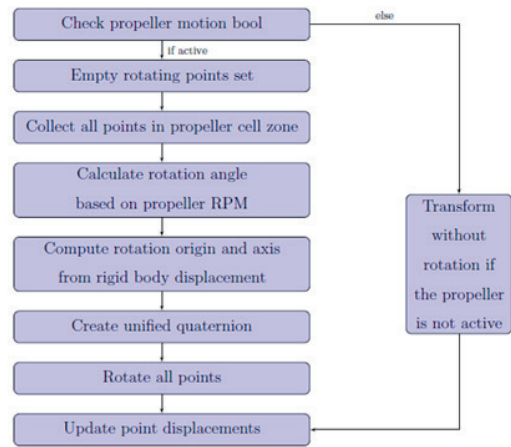 Check propeller motion bool
else
if active
Empty rotating points set
Collect all points in propeller cell zone
Calculate rotation angle
based on propeller RPM
Compute rotation origin and axis
from rigid body displacement
Create unified quaternion
Rotate all points
Update point displacements
Transform
without
rotation if
the propeller
is not active